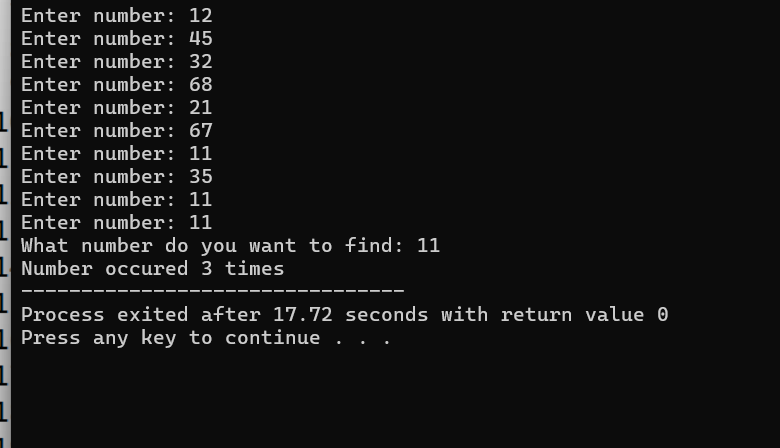 Enter number: 12
Enter number: 45
Enter number: 32
Enter number: 68
Enter number: 21
Enter number: 67
Enter number: 11
Enter number: 35
Enter number: 11
Enter number: 11
What number do you want to find: 11
Number occured 3 times
--------------------------------
Process exited after 17.72 seconds with return value 0
Press any key to continue . . .